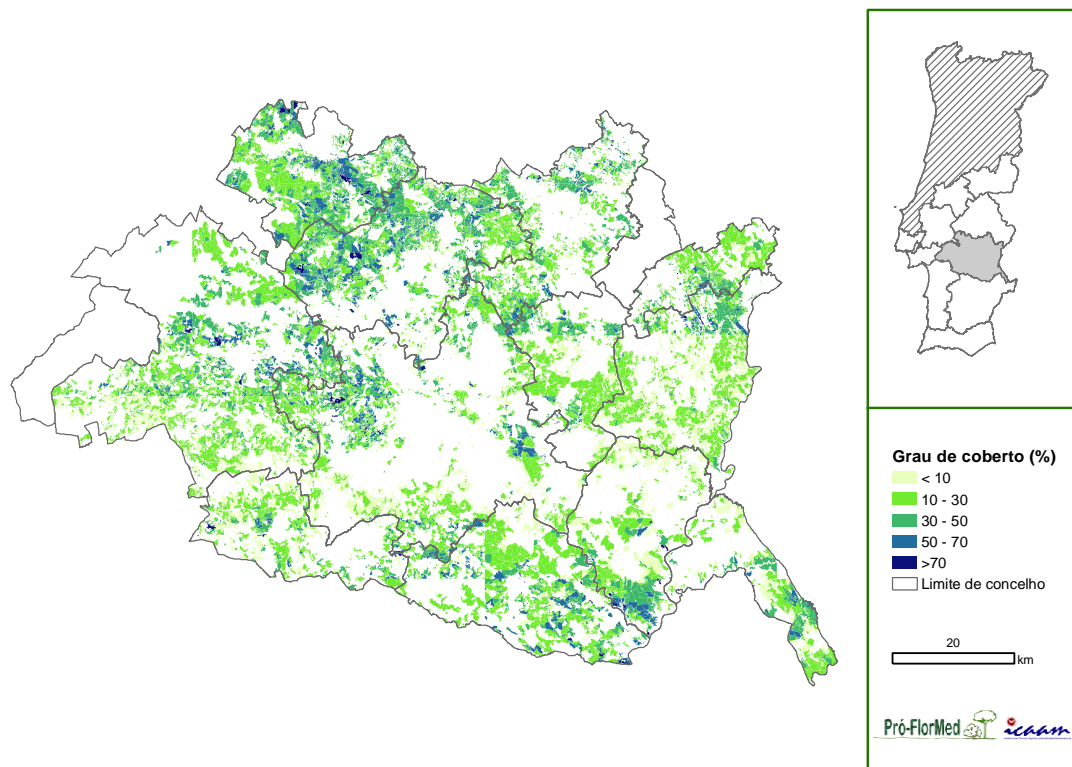 Grau de coberto (%)
< 10
10 - 30
30 - 50
50 - 70
>70
Limite de concelho
20
km
Pró-FlorMed
icaam